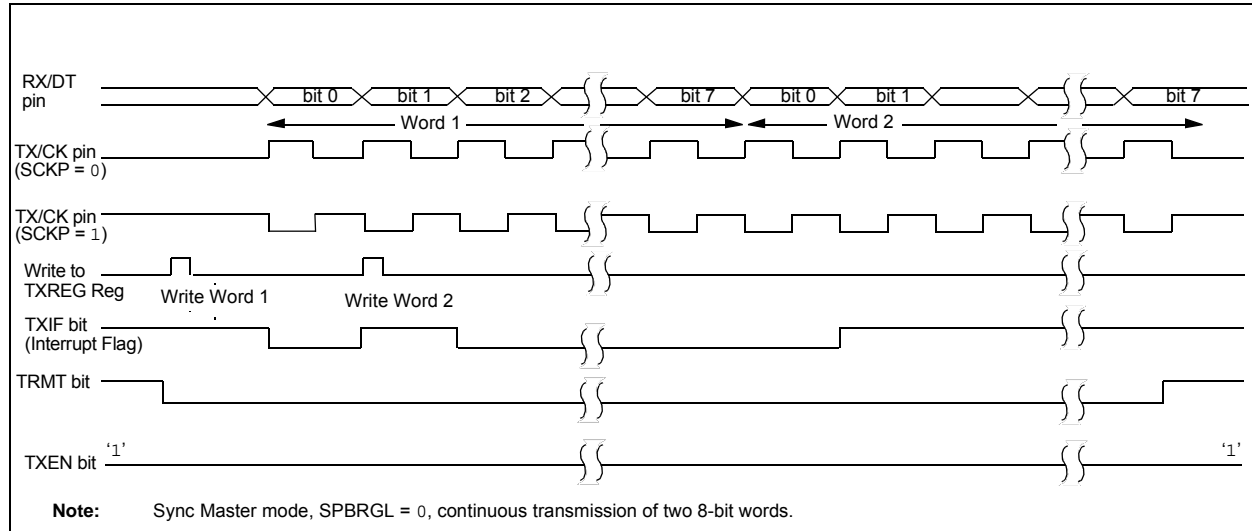 RX/DT
pin
bit 0 bit 1 bit 2 bit 7 bit 0 bit 1 bit 7
Word 1 Word 2
TX/CK pin
(SCKP = 0)
TX/CK pin
(SCKP = 1)
Write to
TXREG Reg
Write Word 1 Write Word 2
TXIF bit
(Interrupt Flag)
TRMT bit
TXEN bit ‘1’ ‘1’
Note: Sync Master mode, SPBRGL = 0, continuous transmission of two 8-bit words.